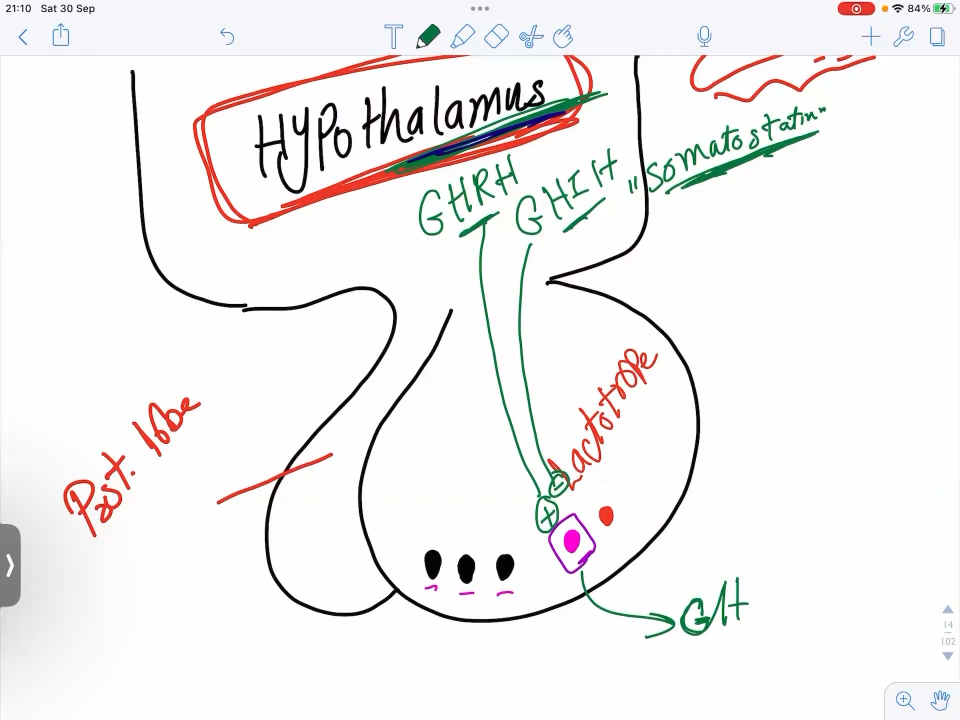 21:10 Sat 30 Sep
84%
T
Hypothalamus
GHRH GHIH "Somatostatin"
Lactotrope
Post. lobe
−
+
GH
14
102